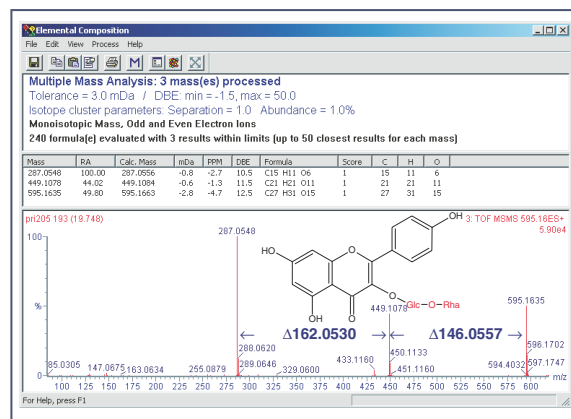 Elemental Composition
File Edit View Process Help
M
Multiple Mass Analysis: 3 mass(es) processed
Tolerance = 3.0 mDa / DBE: min = -1.5, max = 50.0
Isotope cluster parameters: Separation = 1.0 Abundance = 1.0%
Monoisotopic Mass, Odd and Even Electron Ions
240 formula(e) evaluated with 3 results within limits (up to 50 closest results for each mass)
Mass RA Calc. Mass mDa PPM DBE Formula Score C H O
287.0548 100.00 287.0556 -0.8 -2.7 10.5 C15 H11 O6 1 15 11 6
449.1078 44.02 449.1084 -0.6 -1.3 11.5 C21 H21 O11 1 21 21 11
595.1635 49.80 595.1663 -2.8 -4.7 12.5 C27 H31 O15 1 27 31 15
pri205 193 (19.748)
3: TOF MSMS 595.16ES+
5.90e4
100
%
0
287.0548
OH
HO
O
OH
O
O
Glc-O-Rha
449.1078
595.1635
Δ162.0530
Δ146.0557
288.0620
289.0646
329.0600
433.1160
450.1133
451.1160
594.4032
596.1702
597.1747
85.0305
147.0675
163.0634
255.0879
m/z
100 125 150 175 200 225 250 275 300 325 350 375 400 425 450 475 500 525 550 575 600
For Help, press F1